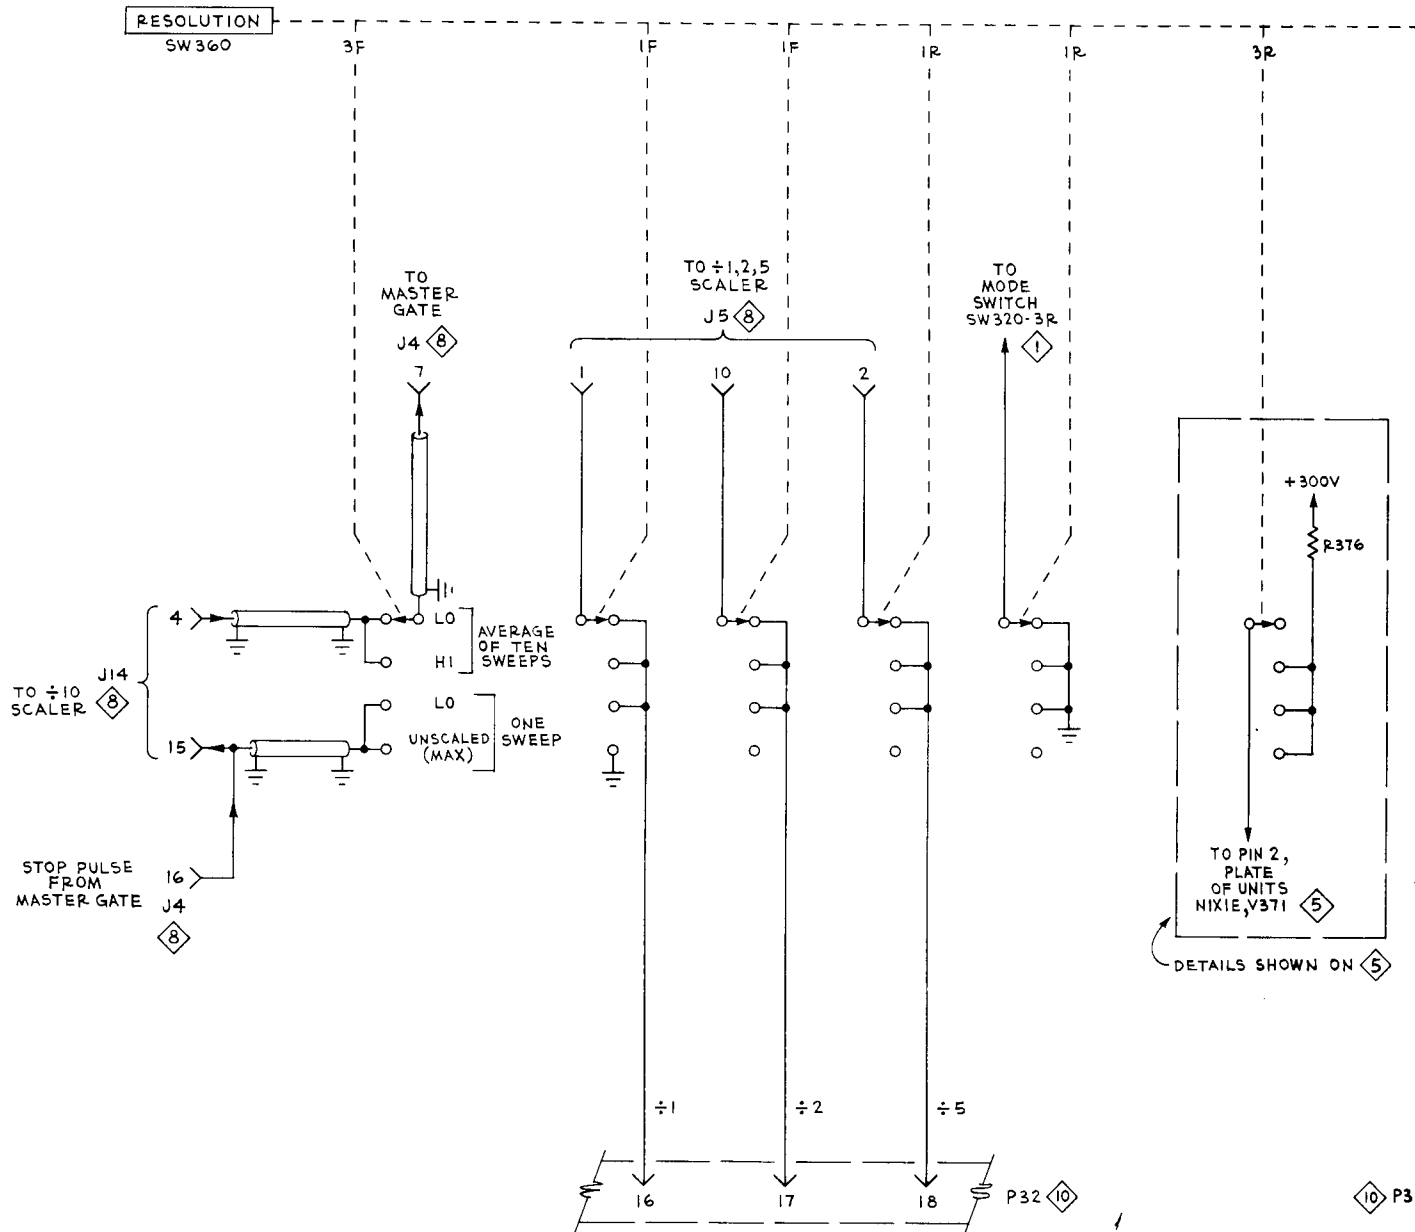 RESOLUTION
SW360
3F
1F
1F
1R
1R
3R
TO
MASTER
GATE
J4 8
7
TO ÷1,2,5
SCALER
J5 8
1
10
2
TO
MODE
SWITCH
SW320-3R
1
+300V
R376
4
LO
HI
AVERAGE
OF TEN
SWEEPS
J14
TO ÷10
SCALER 8
LO
UNSCALED
(MAX)
ONE
SWEEP
15
STOP PULSE
FROM
MASTER GATE
16
J4
8
TO PIN 2,
PLATE
OF UNITS
NIXIE, V371 5
DETAILS SHOWN ON 5
÷1
÷2
÷5
16
17
18
P32 10
10 P3